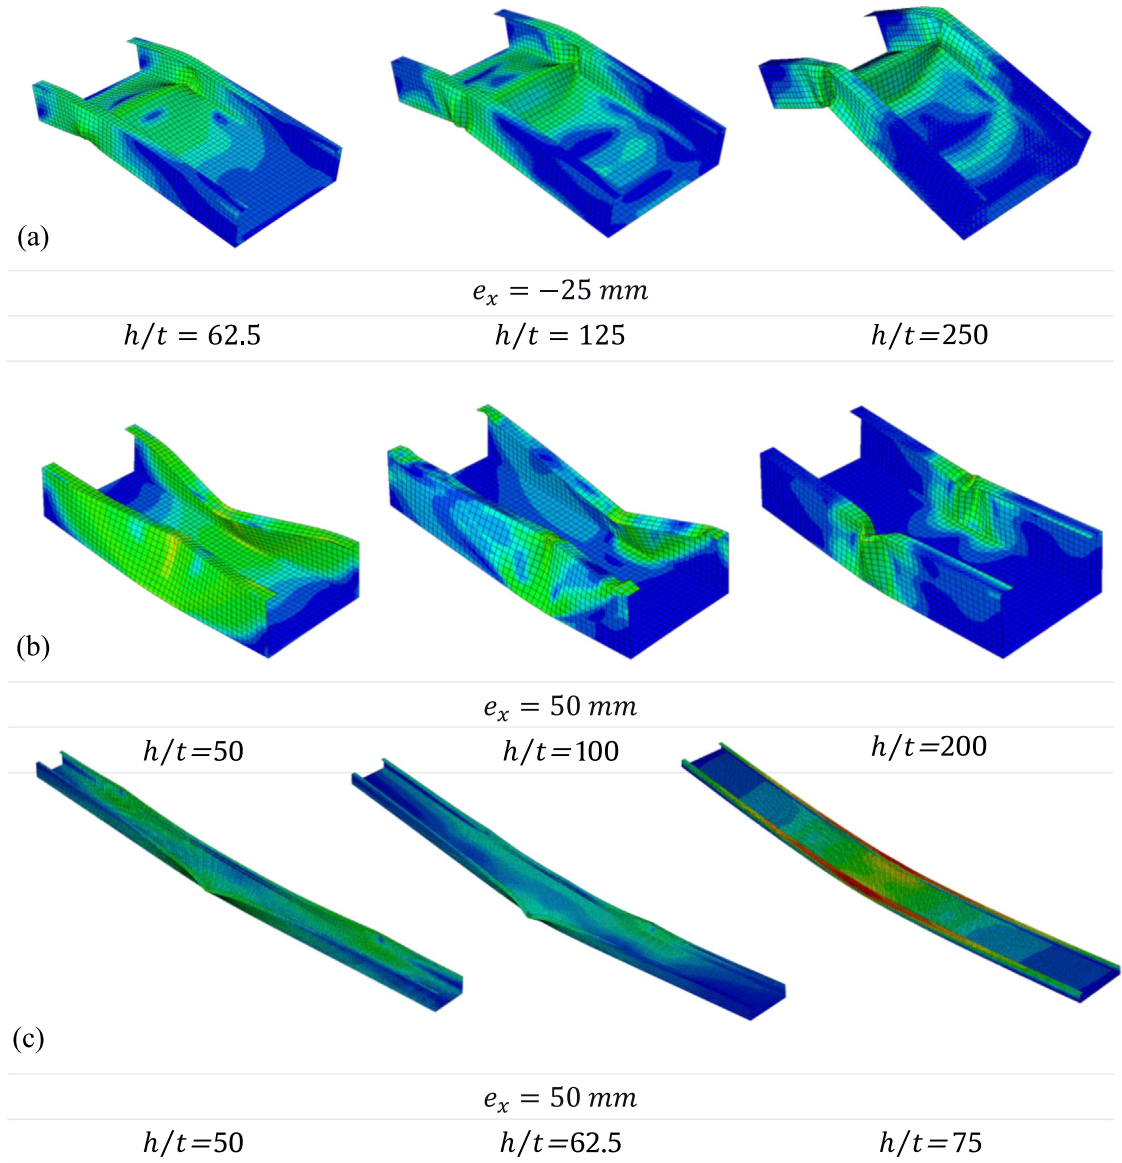 (a)
e_x = −25 mm
h/t = 62.5 h/t = 125 h/t=250
(b)
e_x = 50 mm
h/t=50 h/t=100 h/t=200
(c)
e_x = 50 mm
h/t=50 h/t=62.5 h/t=75